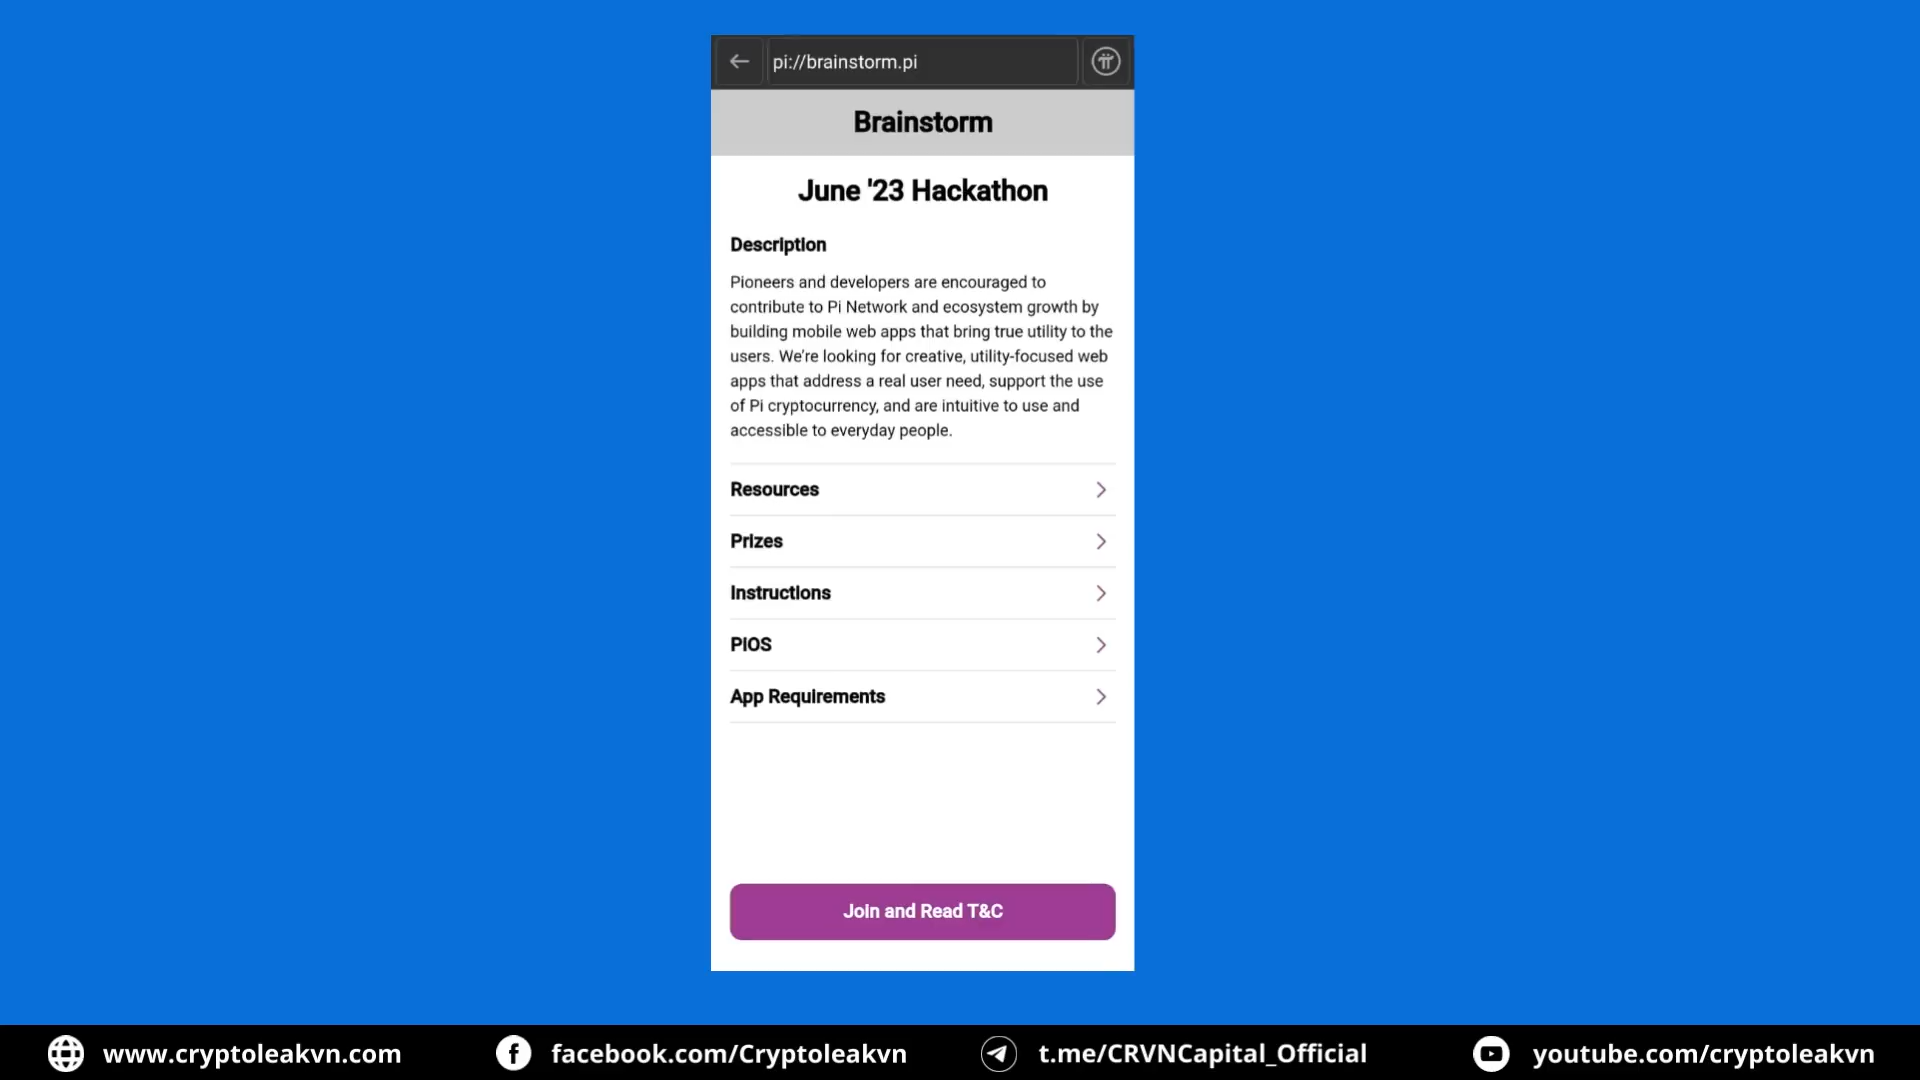 pi://brainstorm.pi
Brainstorm
June '23 Hackathon
Description
Pioneers and developers are encouraged to
contribute to Pi Network and ecosystem growth by
building mobile web apps that bring true utility to the
users. We're looking for creative, utility-focused web
apps that address a real user need, support the use
of Pi cryptocurrency, and are intuitive to use and
accessible to everyday people.
Resources
Prizes
Instructions
PiOS
App Requirements
Join and Read T&C
www.cryptoleakvn.com
facebook.com/Cryptoleakvn
t.me/CRVNCapital_Official
youtube.com/cryptoleakvn